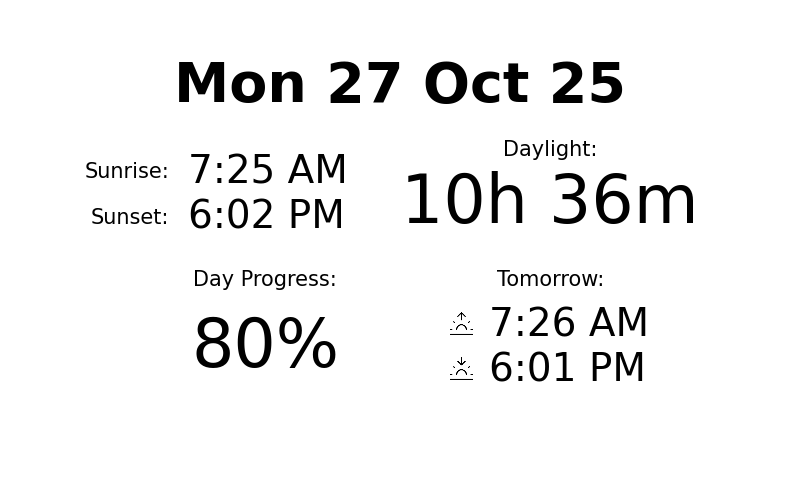 Mon 27 Oct 25
Sunrise: 7:25 AM
Sunset: 6:02 PM
Daylight:
10h 36m
Day Progress:
80%
Tomorrow:
7:26 AM
6:01 PM